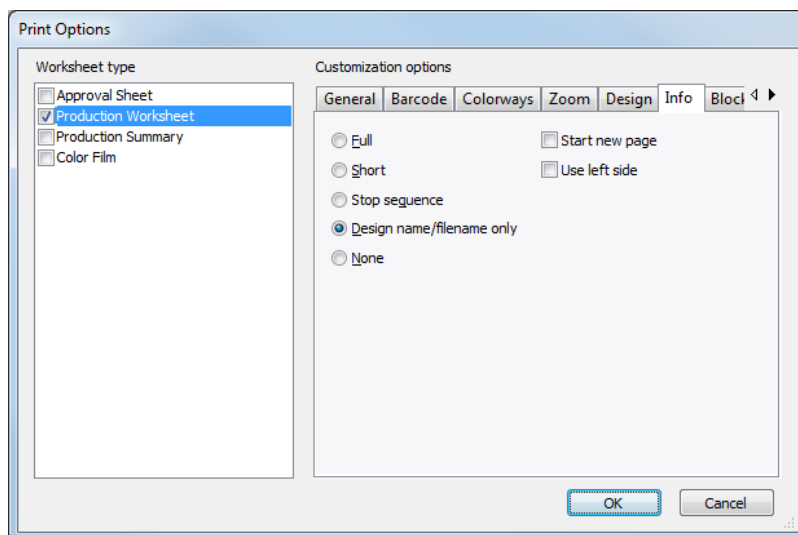 Print Options
Worksheet type
Approval Sheet
Production Worksheet
Production Summary
Color Film
Customization options
General Barcode Colorways Zoom Design Info Block
Full
Short
Stop sequence
Design name/filename only
None
Start new page
Use left side
OK Cancel